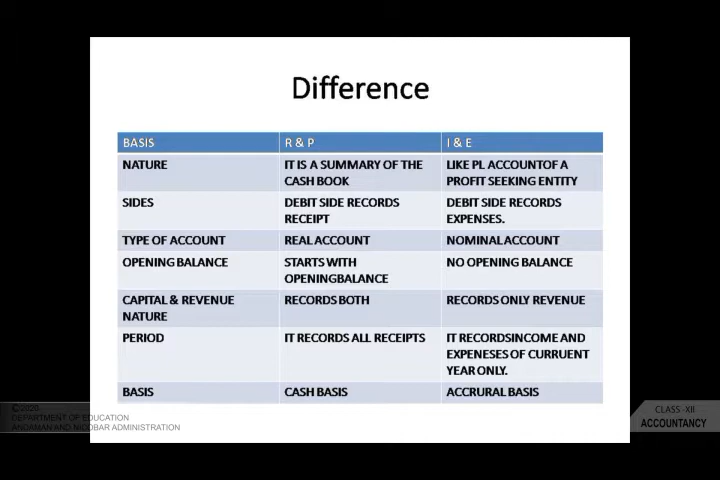 Difference
BASIS R & P I & E
NATURE IT IS A SUMMARY OF THE CASH BOOK LIKE PL ACCOUNTOF A PROFIT SEEKING ENTITY
SIDES DEBIT SIDE RECORDS RECEIPT DEBIT SIDE RECORDS EXPENSES.
TYPE OF ACCOUNT REAL ACCOUNT NOMINAL ACCOUNT
OPENING BALANCE STARTS WITH OPENINGBALANCE NO OPENING BALANCE
CAPITAL & REVENUE NATURE RECORDS BOTH RECORDS ONLY REVENUE
PERIOD IT RECORDS ALL RECEIPTS IT RECORDSINCOME AND EXPENESES OF CURRUENT YEAR ONLY.
BASIS CASH BASIS ACCRURAL BASIS
©2020
DEPARTMENT OF EDUCATION
ANDAMAN AND NICOBAR ADMINISTRATION
CLASS -XII
ACCOUNTANCY